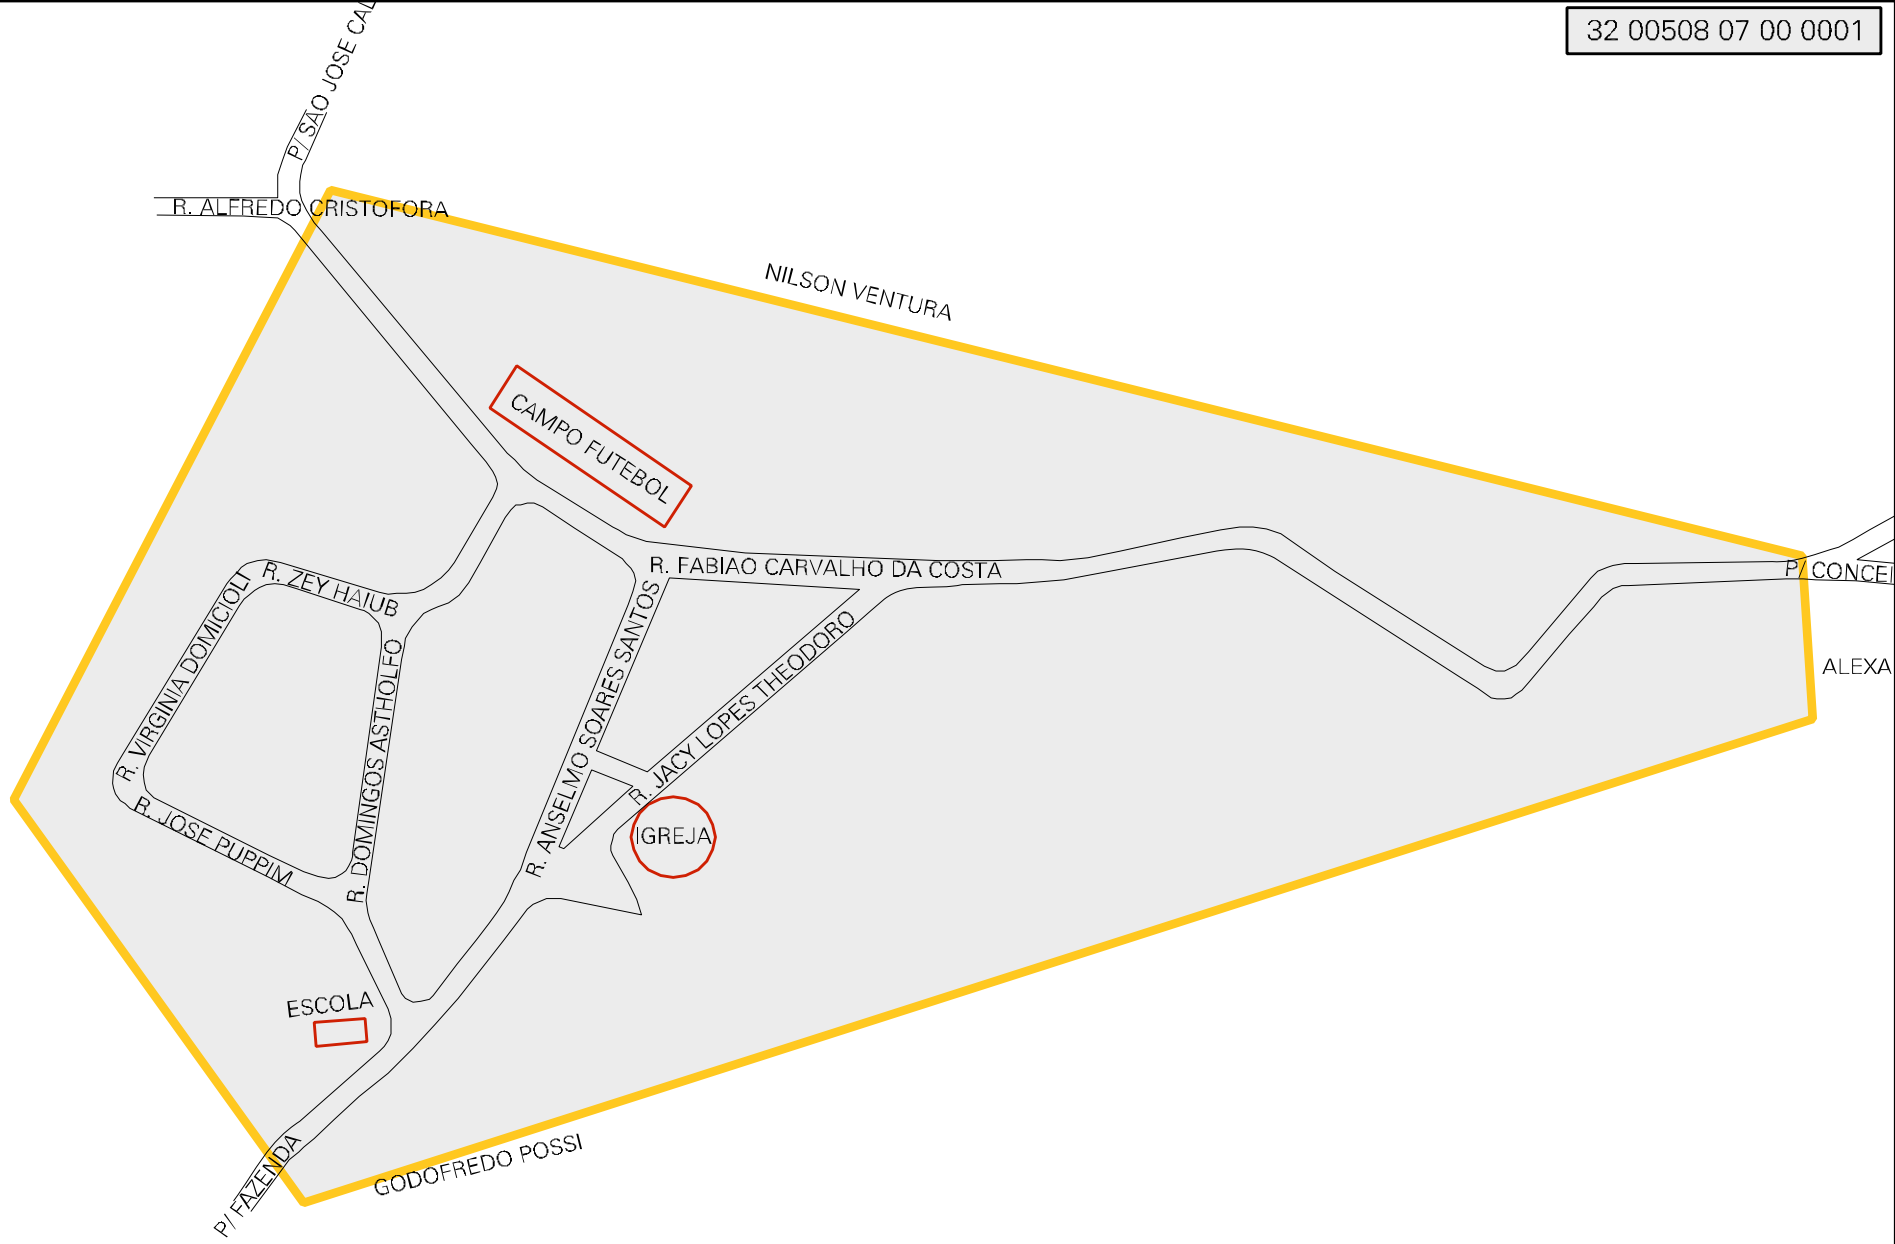 32 00508 07 00 0001
P/ SAO JOSE CAL
R. ALFREDO CRISTOFORA
NILSON VENTURA
CAMPO FUTEBOL
R. FABIAO CARVALHO DA COSTA
P/ CONCEI
R. ZEY HAIUB
R. VIRGINIA DOMICIOLI
R. DOMINGOS ASTHOLFO
R. ANSELMO SOARES SANTOS
R. JACY LOPES THEODORO
ALEXA
R. JOSE PUPPIM
IGREJA
ESCOLA
P/ FAZENDA
GODOFREDO POSSI